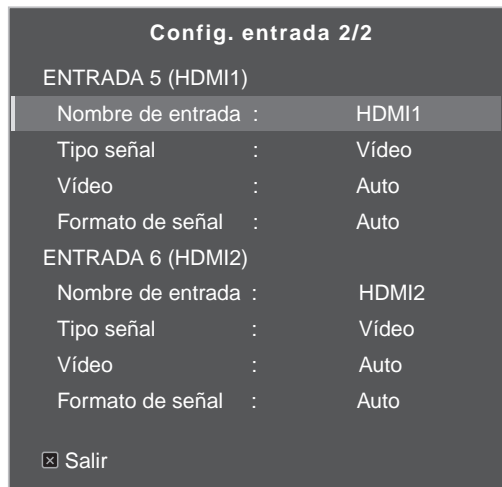 Config. entrada 2/2
ENTRADA 5 (HDMI1)
Nombre de entrada : HDMI1
Tipo señal : Vídeo
Vídeo : Auto
Formato de señal : Auto
ENTRADA 6 (HDMI2)
Nombre de entrada : HDMI2
Tipo señal : Vídeo
Vídeo : Auto
Formato de señal : Auto
Salir